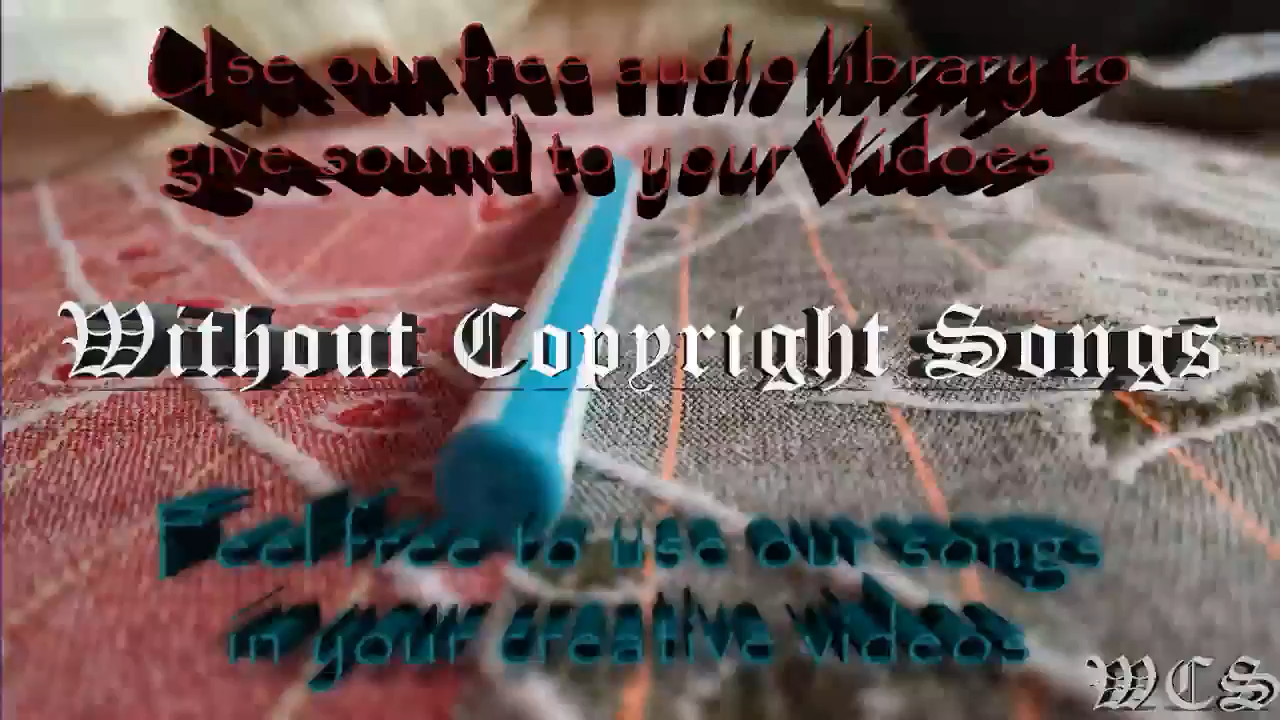 Use our free audio library to
give sound to your Vidoes
Without Copyright Songs
Feel free to use our songs
in your creative videos
WCS